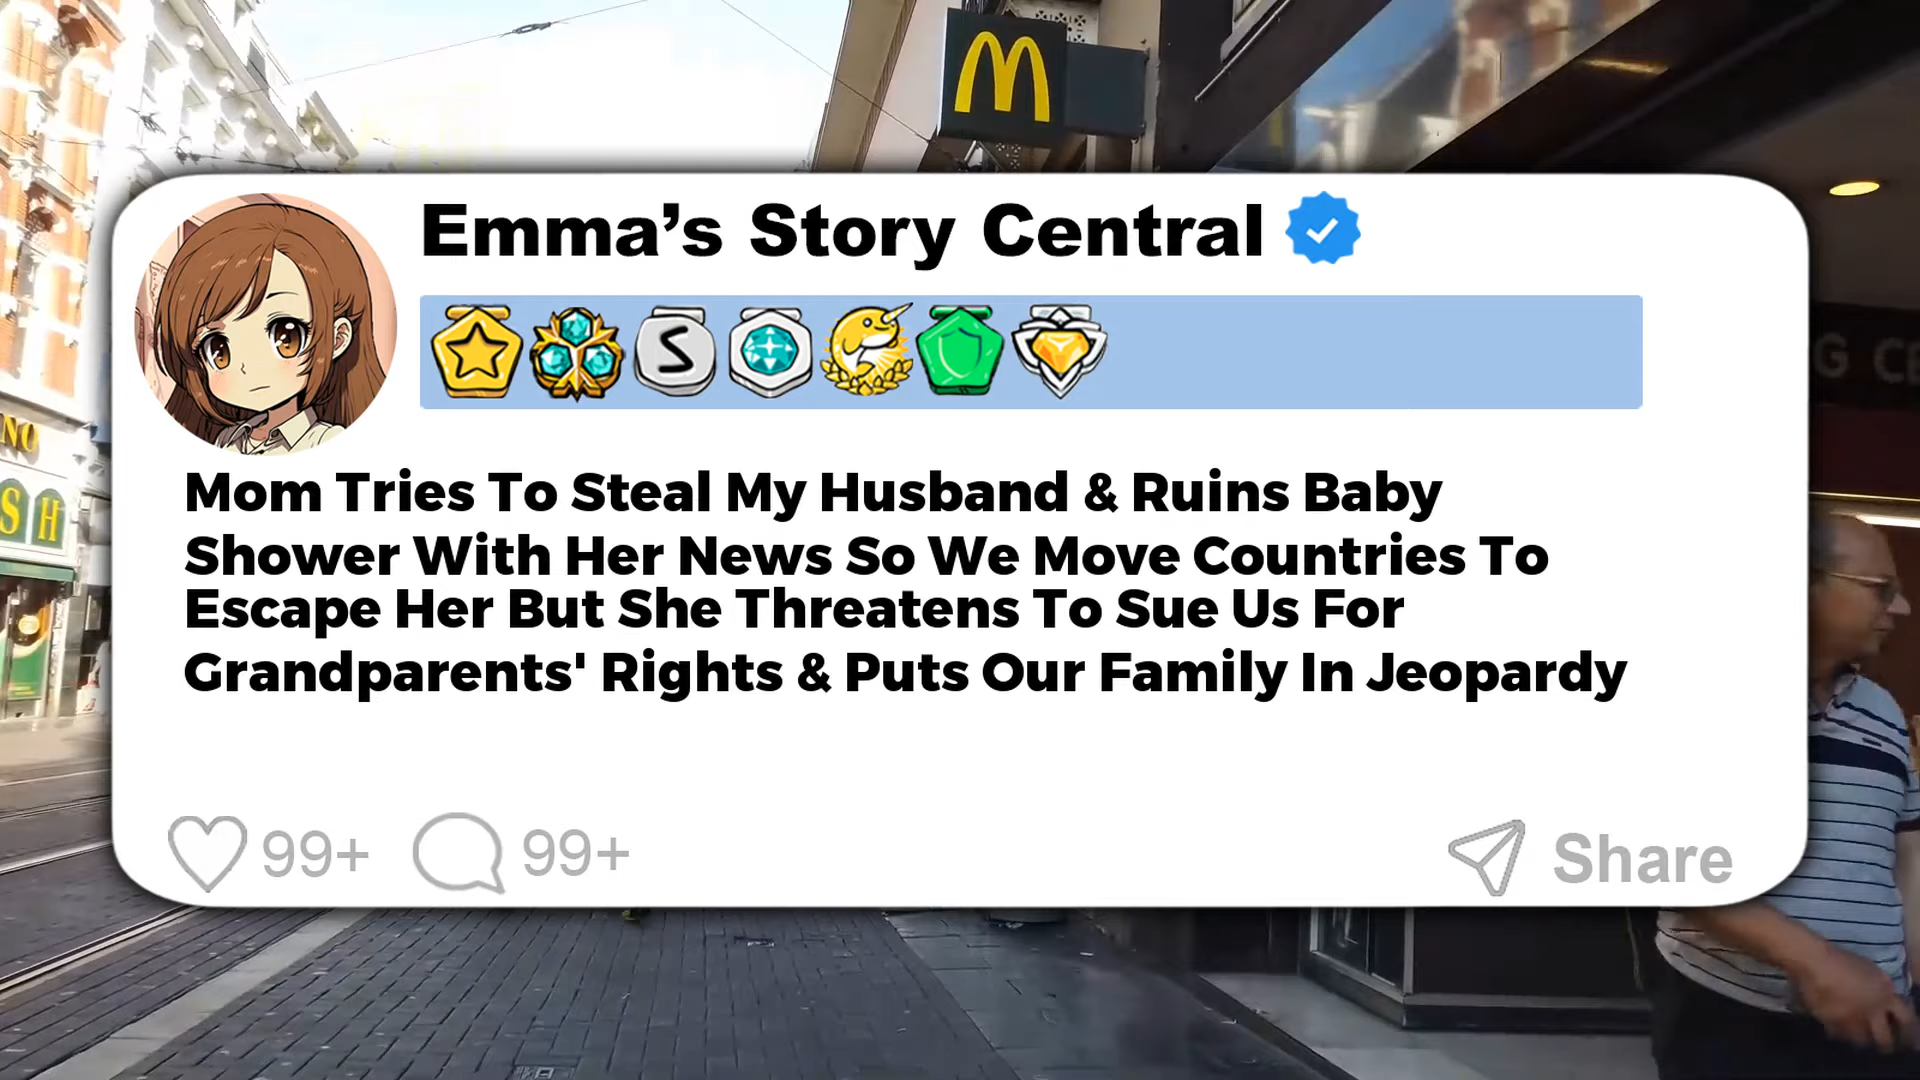 M
Emma's Story Central
S
NO
S H
G CE
Mom Tries To Steal My Husband & Ruins Baby
Shower With Her News So We Move Countries To
Escape Her But She Threatens To Sue Us For
Grandparents' Rights & Puts Our Family In Jeopardy
99+
99+
Share